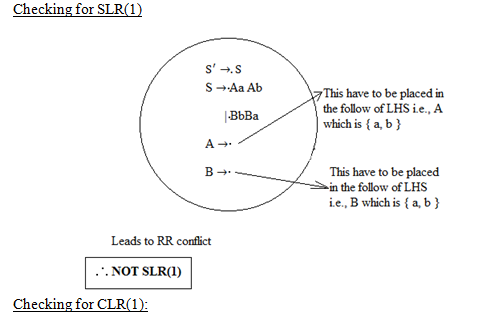 Checking for SLR(1)
S' →.S
S →·Aa Ab
|·BbBa
A →·
B →·
This have to be placed in
the follow of LHS i.e., A
which is { a, b }
This have to be placed
in the follow of LHS
i.e., B which is { a, b }
Leads to RR conflict
∴ NOT SLR(1)
Checking for CLR(1):